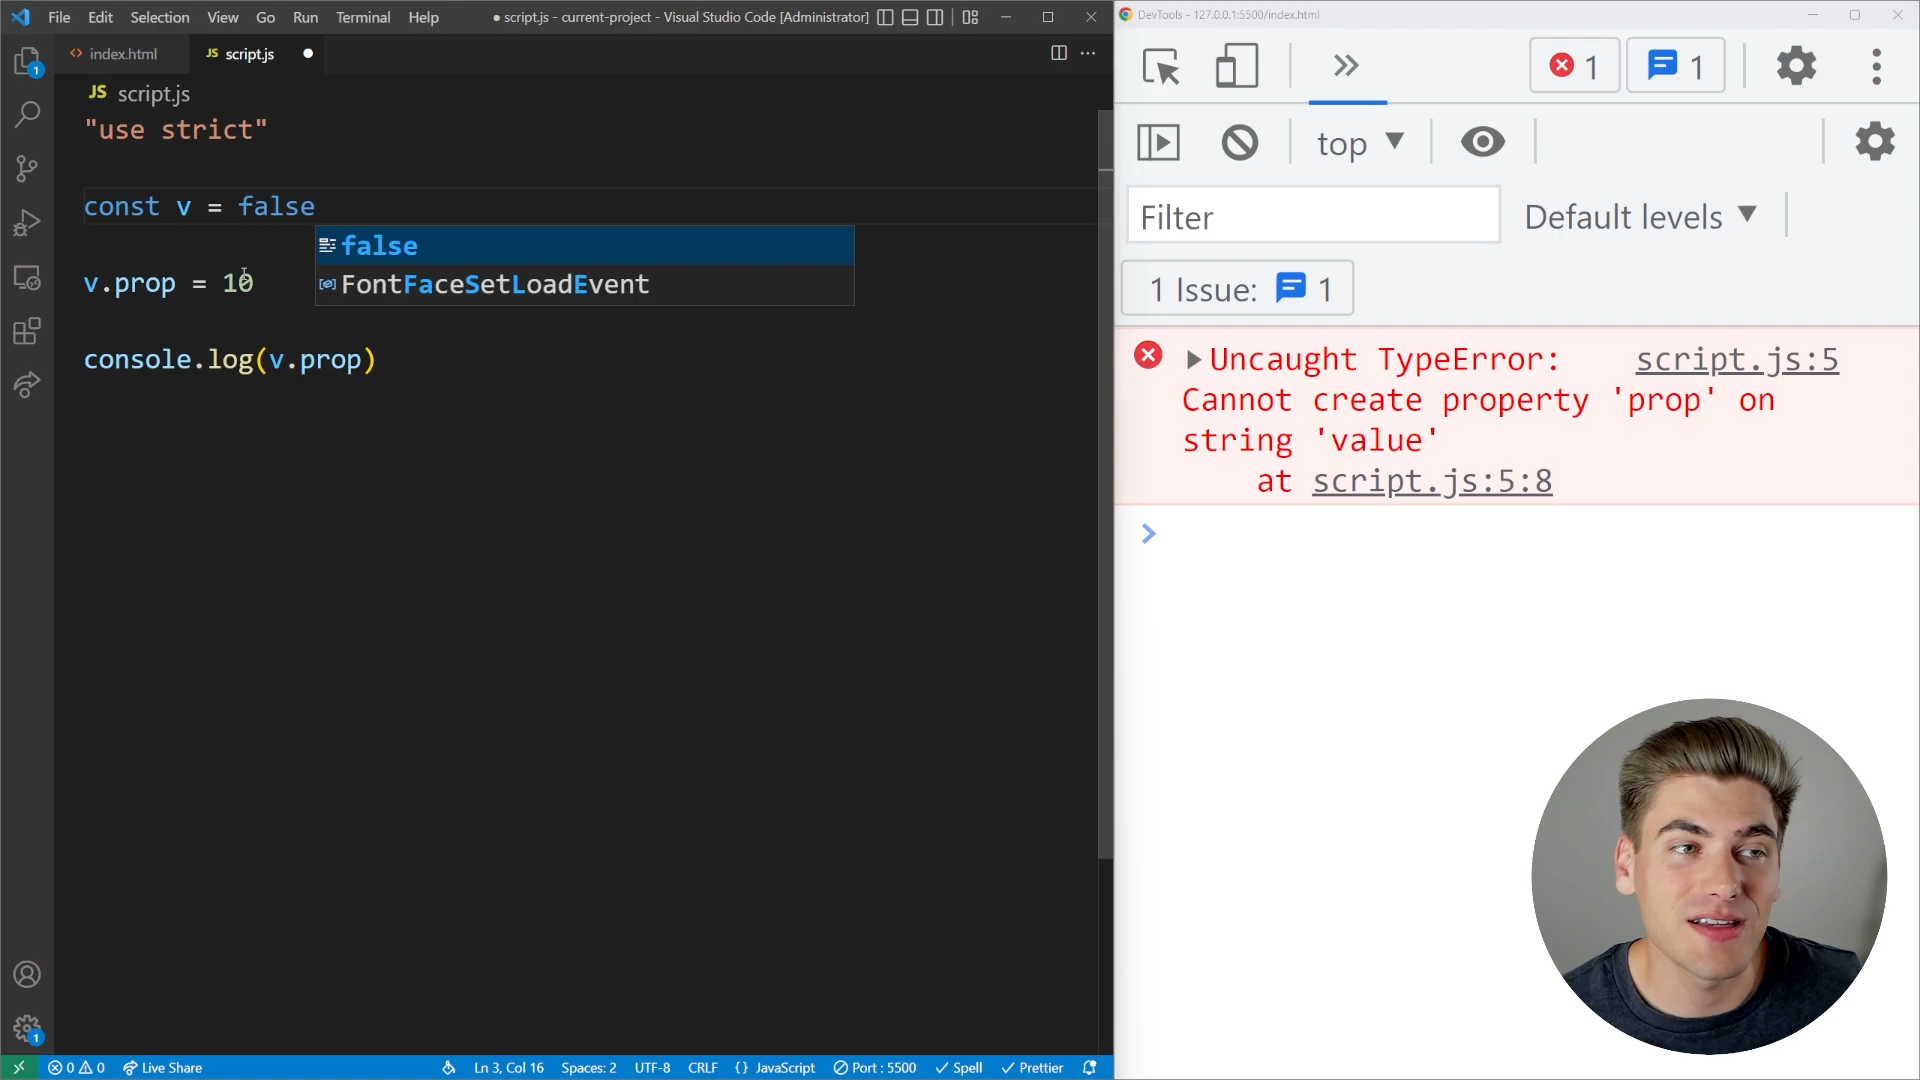 File Edit Selection View Go Run Terminal Help
● script.js - current-project - Visual Studio Code [Administrator]
index.html
JS script.js
JS script.js
"use strict"
const v = false
false
FontFaceSetLoadEvent
v.prop = 10
console.log(v.prop)
1
1
0 0 Live Share
Ln 3, Col 16 Spaces: 2 UTF-8 CRLF {} JavaScript Port : 5500 Spell Prettier
DevTools - 127.0.0.1:5500/index.html
1 1
top
Filter
Default levels
1 Issue: 1
Uncaught TypeError: script.js:5
Cannot create property 'prop' on
string 'value'
at script.js:5:8